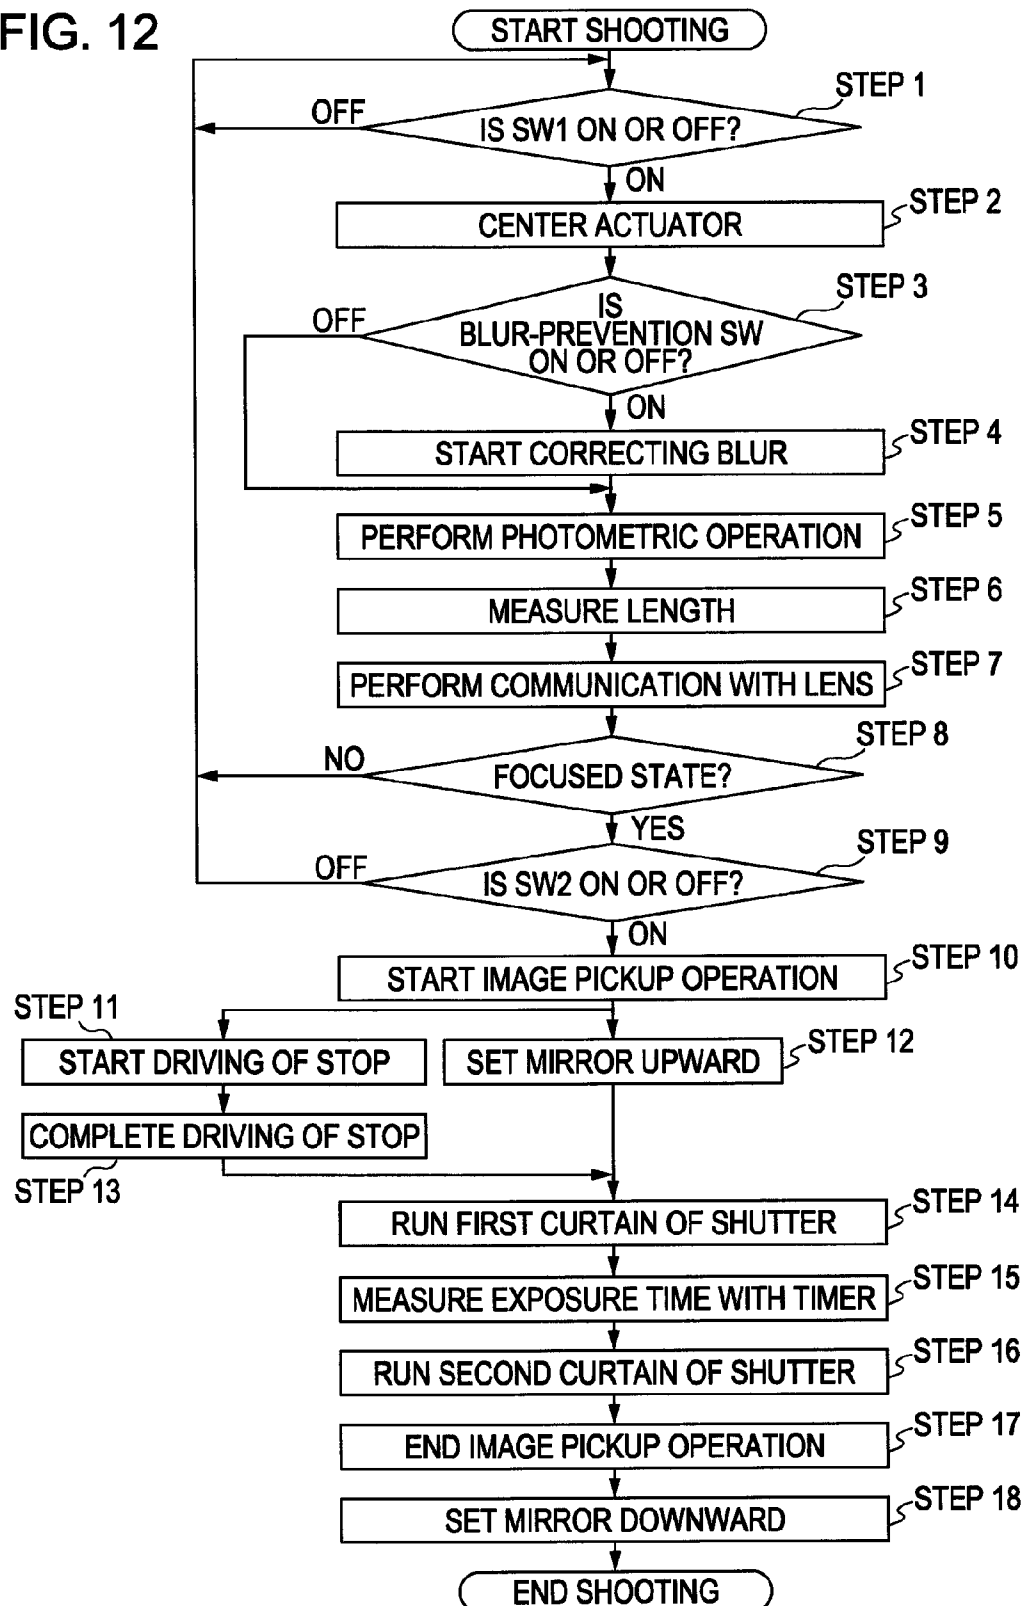 FIG. 12
START SHOOTING
STEP 1
OFF
IS SW1 ON OR OFF?
ON
STEP 2
CENTER ACTUATOR
STEP 3
OFF
IS
BLUR-PREVENTION SW
ON OR OFF?
ON
STEP 4
START CORRECTING BLUR
STEP 5
PERFORM PHOTOMETRIC OPERATION
STEP 6
MEASURE LENGTH
STEP 7
PERFORM COMMUNICATION WITH LENS
STEP 8
NO
FOCUSED STATE?
YES
STEP 9
OFF
IS SW2 ON OR OFF?
ON
STEP 10
START IMAGE PICKUP OPERATION
STEP 11
START DRIVING OF STOP
SET MIRROR UPWARD
STEP 12
COMPLETE DRIVING OF STOP
STEP 13
STEP 14
RUN FIRST CURTAIN OF SHUTTER
STEP 15
MEASURE EXPOSURE TIME WITH TIMER
STEP 16
RUN SECOND CURTAIN OF SHUTTER
STEP 17
END IMAGE PICKUP OPERATION
STEP 18
SET MIRROR DOWNWARD
END SHOOTING